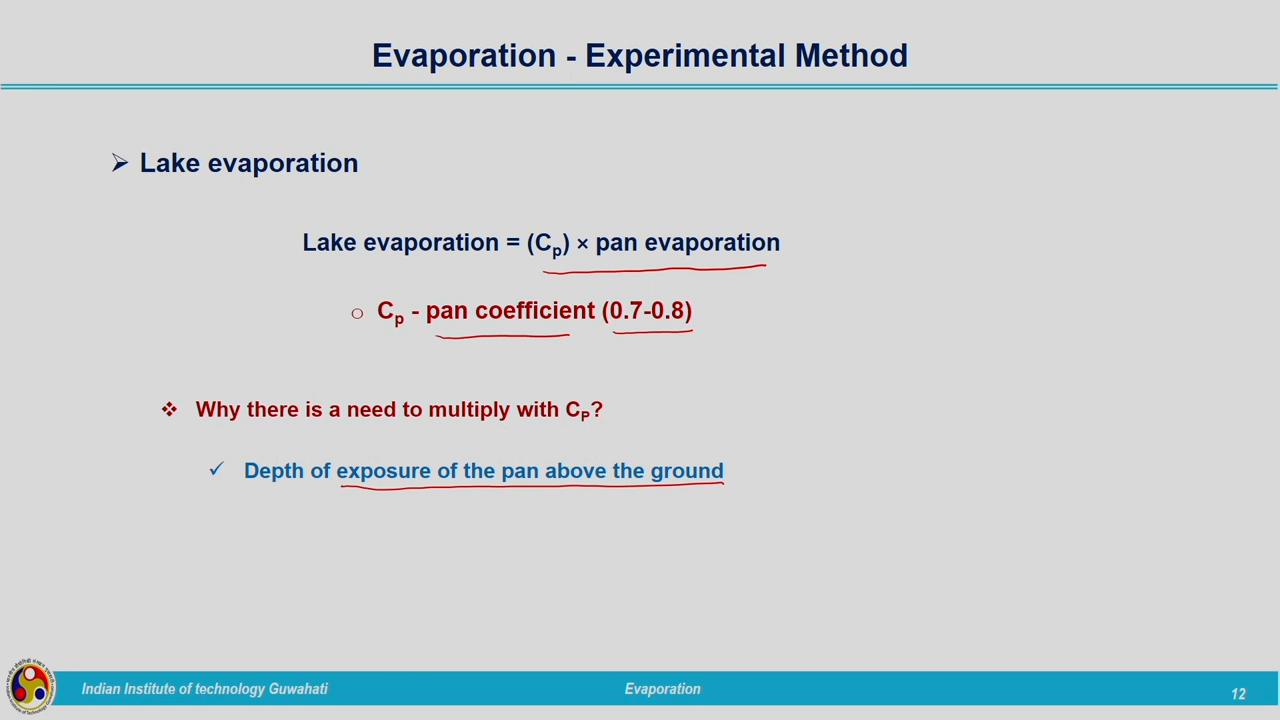 Evaporation - Experimental Method
➢ Lake evaporation
Lake evaporation = (Cp) × pan evaporation
○ Cp - pan coefficient (0.7-0.8)
❖ Why there is a need to multiply with CP?
✓ Depth of exposure of the pan above the ground
Indian Institute of technology Guwahati
Evaporation
12